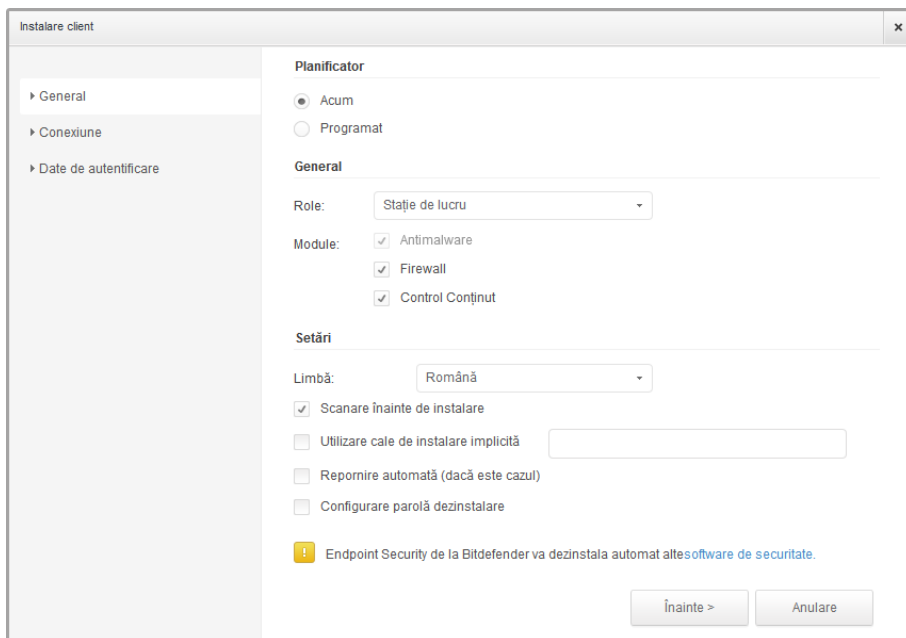 Instalare client
×
General
Conexiune
Date de autentificare
Planificator
Acum
Programat
General
Role: Stație de lucru
Module: Antimalware
Firewall
Control Conținut
Setări
Limbă: Română
Scanare înainte de instalare
Utilizare cale de instalare implicită
Repornire automată (dacă este cazul)
Configurare parolă dezinstalare
! Endpoint Security de la Bitdefender va dezinstala automat altesoftware de securitate.
Înainte > Anulare